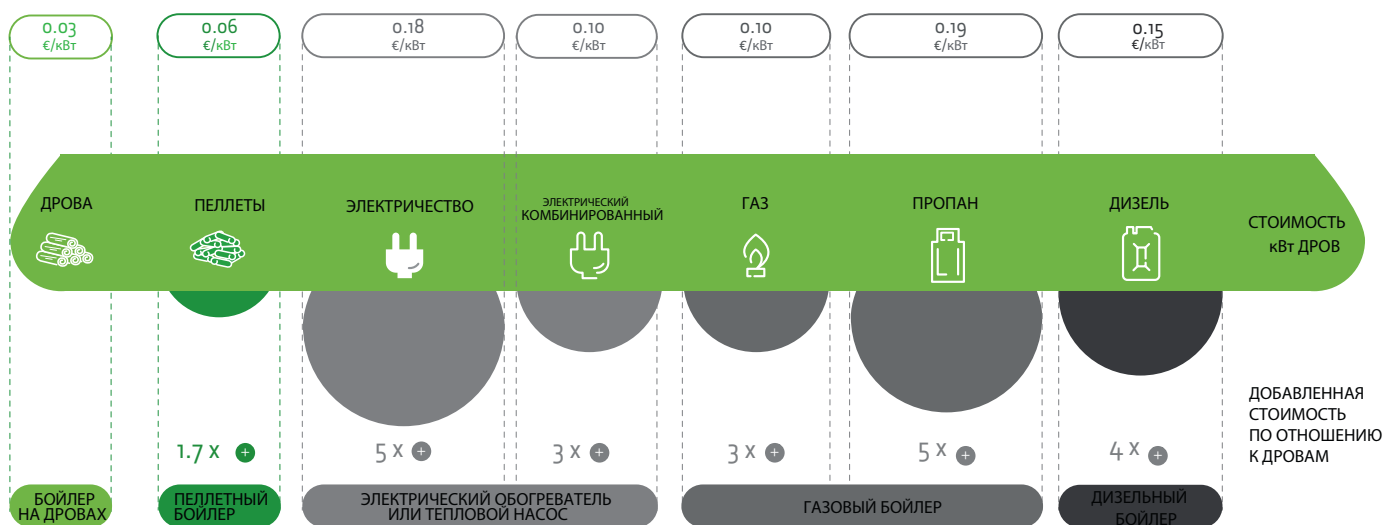 0.03
€/кВт
0.06
€/кВт
0.18
€/кВт
0.10
€/кВт
0.10
€/кВт
0.19
€/кВт
0.15
€/кВт
ДРОВА
ПЕЛЛЕТЫ
ЭЛЕКТРИЧЕСТВО
ЭЛЕКТРИЧЕСКИЙ
КОМБИНИРОВАННЫЙ
ГАЗ
ПРОПАН
ДИЗЕЛЬ
СТОИМОСТЬ
кВт ДРОВ
1.7 x +
5 x +
3 x +
3 x +
5 x +
4 x +
ДОБАВЛЕННАЯ
СТОИМОСТЬ
ПО ОТНОШЕНИЮ
К ДРОВАМ
БОЙЛЕР
НА ДРОВАХ
ПЕЛЛЕТНЫЙ
БОЙЛЕР
ЭЛЕКТРИЧЕСКИЙ ОБОГРЕВАТЕЛЬ
ИЛИ ТЕПЛОВОЙ НАСОС
ГАЗОВЫЙ БОЙЛЕР
ДИЗЕЛЬНЫЙ
БОЙЛЕР